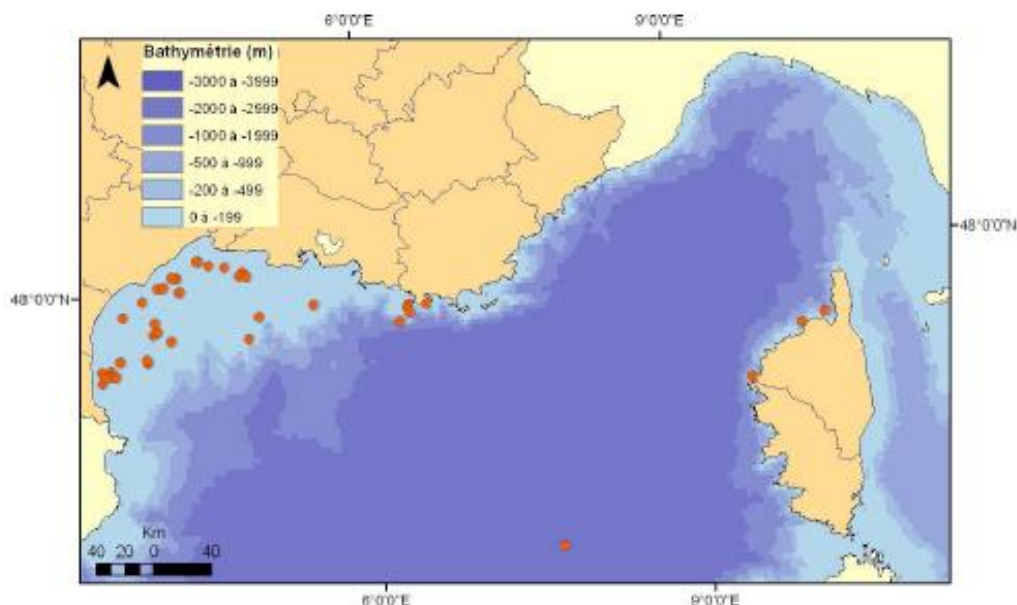 6°0'0"E 9°0'0"E
N
Bathymétrie (m)
-3000 à -3999
-2000 à -2999
-1000 à -1999
-500 à -999
-200 à -499
0 à -199
48°0'0"N
48°0'0"N
Km
40 20 0 40
6°0'0"E 9°0'0"E